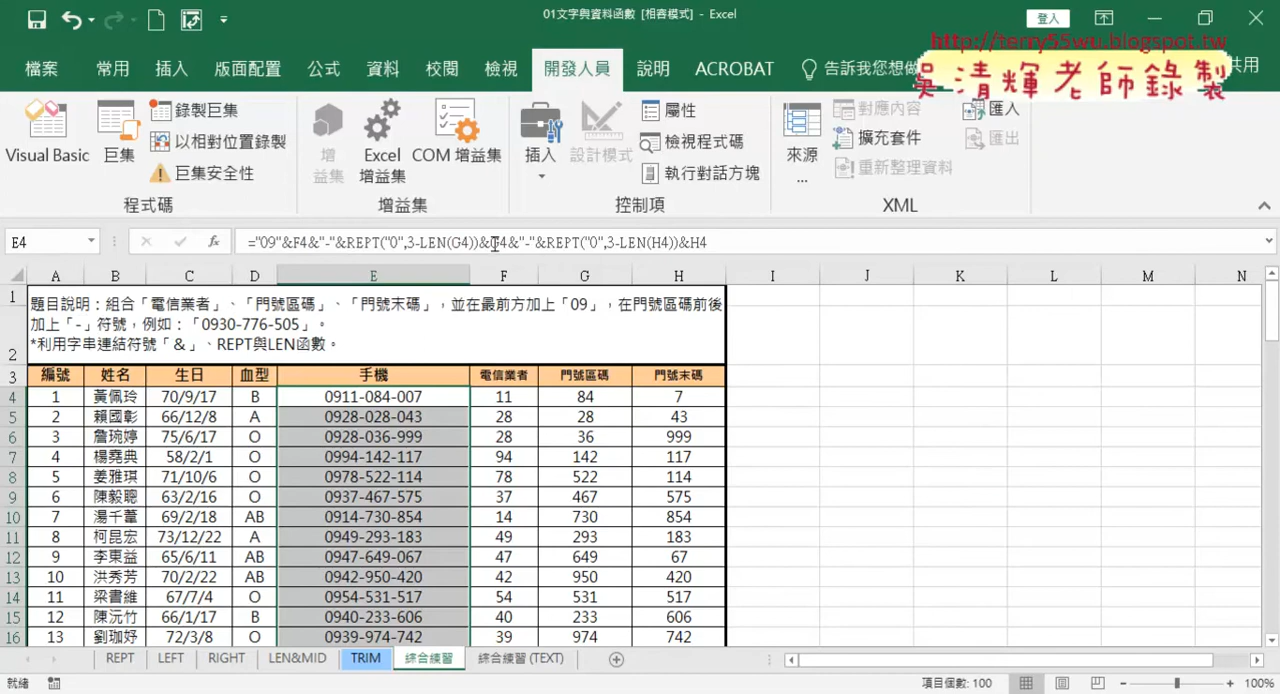 01文字與資料函數 [相容模式] - Excel
登入
http://terry55wu.blogspot.tw
吳清輝老師錄製
檔案 常用 插入 版面配置 公式 資料 校閱 檢視 開發人員 說明 ACROBAT 告訴我您想做 共用
Visual Basic 巨集 錄製巨集 以相對位置錄製 巨集安全性
程式碼
增益集 Excel 增益集 COM 增益集
增益集
插入 設計模式 屬性 檢視程式碼 執行對話方塊
控制項
來源... 對應內容 擴充套件 重新整理資料 匯入 匯出
XML
E4 fx ="09"&F4&"-"&REPT("0",3-LEN(G4))&G4&"-"&REPT("0",3-LEN(H4))&H4
A B C D E F G H I J K L M N
1 題目說明：組合「電信業者」、「門號區碼」、「門號末碼」，並在最前方加上「09」，在門號區碼前後
加上「-」符號，例如：「0930-776-505」。
2 *利用字串連結符號「＆」、REPT與LEN函數。
3 編號 姓名 生日 血型 手機 電信業者 門號區碼 門號末碼
4 1 黃佩玲 70/9/17 B 0911-084-007 11 84 7
5 2 賴國彰 66/12/8 A 0928-028-043 28 28 43
6 3 詹琬婷 75/6/17 O 0928-036-999 28 36 999
7 4 楊堯典 58/2/1 O 0994-142-117 94 142 117
8 5 姜雅琪 71/10/6 O 0978-522-114 78 522 114
9 6 陳毅聰 63/2/16 O 0937-467-575 37 467 575
10 7 湯千葦 69/2/18 AB 0914-730-854 14 730 854
11 8 柯昆宏 73/12/22 A 0949-293-183 49 293 183
12 9 李東益 65/6/11 AB 0947-649-067 47 649 67
13 10 洪秀芳 70/2/22 AB 0942-950-420 42 950 420
14 11 梁書維 67/7/4 O 0954-531-517 54 531 517
15 12 陳沅竹 66/1/17 B 0940-233-606 40 233 606
16 13 劉珈妤 72/3/8 O 0939-974-742 39 974 742
REPT LEFT RIGHT LEN&MID TRIM 綜合練習 綜合練習 (TEXT)
就緒 項目個數: 100 100%